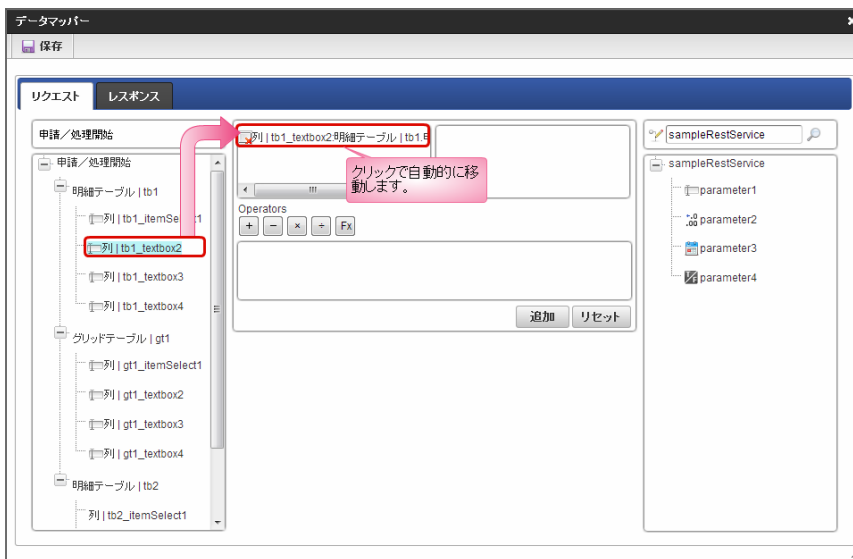 データマッパー
保存
リクエスト
レスポンス
申請／処理開始
申請／処理開始
明細テーブル | tb1
列 | tb1_itemSelect1
列 | tb1_textbox2
列 | tb1_textbox3
列 | tb1_textbox4
グリッドテーブル | gt1
列 | gt1_itemSelect1
列 | gt1_textbox2
列 | gt1_textbox3
列 | gt1_textbox4
明細テーブル | tb2
列 | tb2_itemSelect1
列 | tb1_textbox2:明細テーブル | tb1.
クリックで自動的に移
動します。
Operators
+ − × ÷ Fx
追加
リセット
sampleRestService
sampleRestService
parameter1
parameter2
parameter3
parameter4